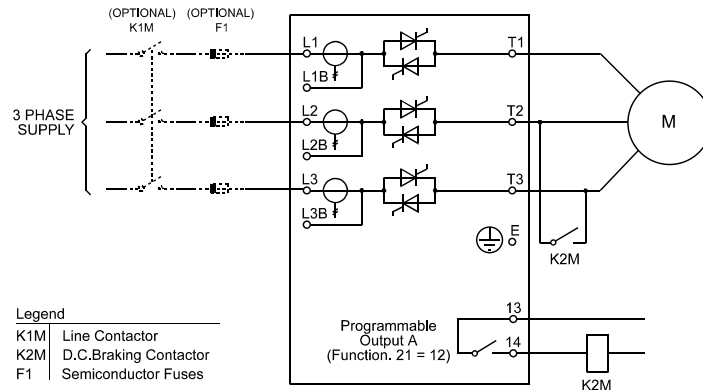 (OPTIONAL) (OPTIONAL)
K1M F1
L1 T1
L1B
3 PHASE
SUPPLY
L2 T2
L2B
M
L3 T3
L3B
E
K2M
Legend
K1M Line Contactor
K2M D.C.Braking Contactor
F1 Semiconductor Fuses
Programmable
Output A
(Function. 21 = 12)
13
14
K2M